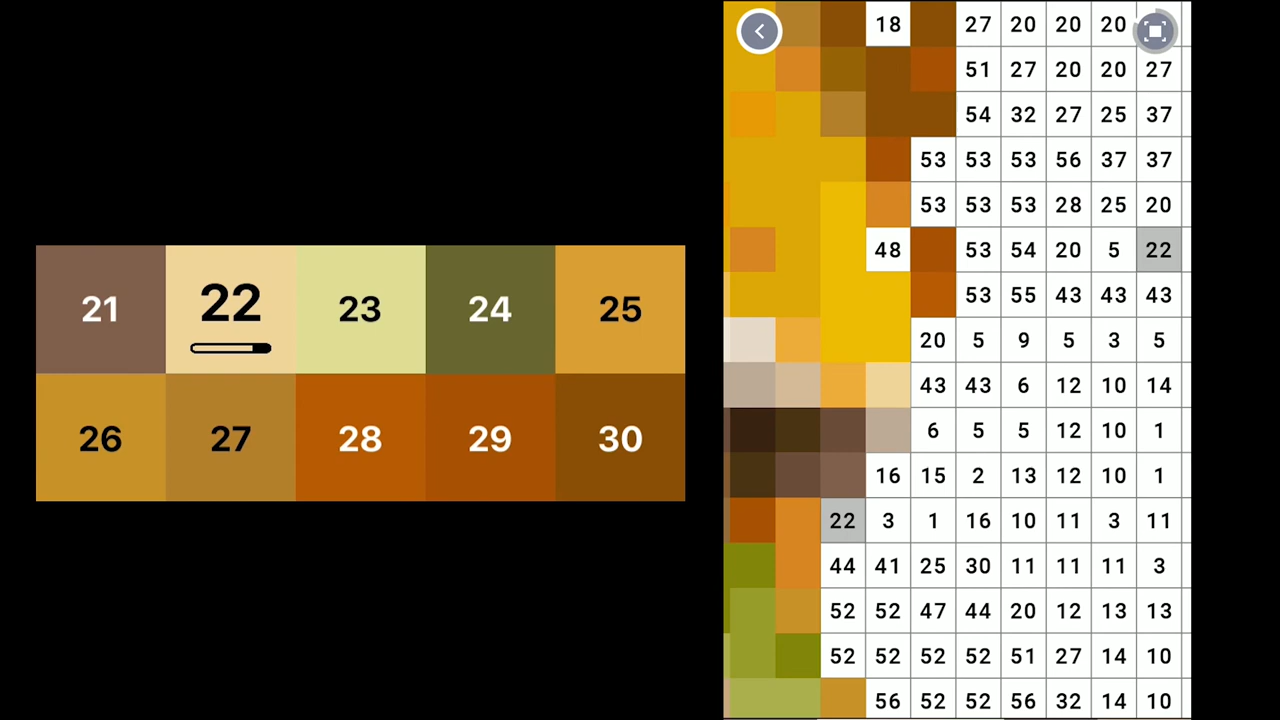 21 22 23 24 25
26 27 28 29 30
18 27 20 20 20
51 27 20 20 27
54 32 27 25 37
53 53 53 56 37 37
53 53 53 28 25 20
48 53 54 20 5 22
53 55 43 43 43
20 5 9 5 3 5
43 43 6 12 10 14
6 5 5 12 10 1
16 15 2 13 12 10 1
22 3 1 16 10 11 3 11
44 41 25 30 11 11 11 3
52 52 47 44 20 12 13 13
52 52 52 52 51 27 14 10
56 52 52 56 32 14 10